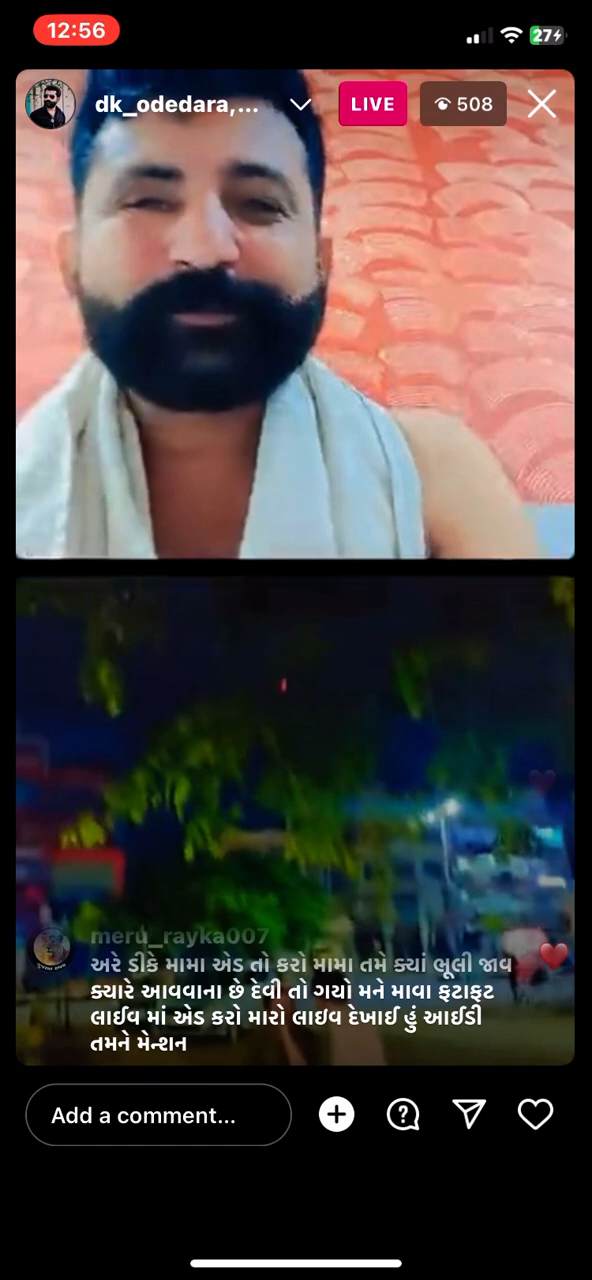 12:56
27
dk_odedara,...
LIVE
508
meru_rayka007
અરે ડીકે મામા એડ તો કરો મામા તમે ક્યાં ભૂલી જાવ
ક્યારે આવવાના છે દેવી તો ગયો મને માવા ફટાફટ
લાઈવ માં એડ કરો મારો લાઇવ દેખાઈ હું આઈડી
તમને મેન્શન
Add a comment...